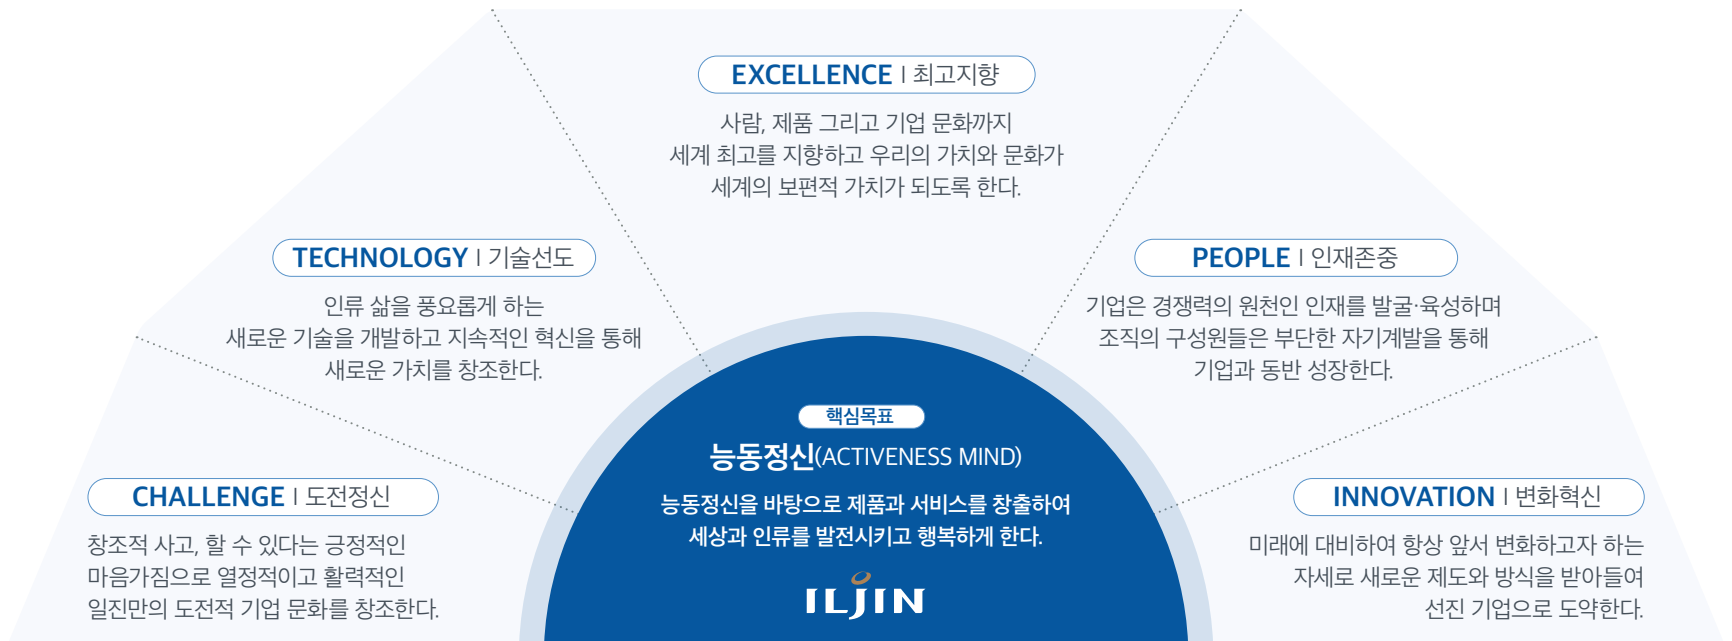 EXCELLENCE | 최고지향
사람, 제품 그리고 기업 문화까지
세계 최고를 지향하고 우리의 가치와 문화가
세계의 보편적 가치가 되도록 한다.
TECHNOLOGY | 기술선도
인류 삶을 풍요롭게 하는
새로운 기술을 개발하고 지속적인 혁신을 통해
새로운 가치를 창조한다.
PEOPLE | 인재존중
기업은 경쟁력의 원천인 인재를 발굴·육성하며
조직의 구성원들은 부단한 자기계발을 통해
기업과 동반 성장한다.
CHALLENGE | 도전정신
창조적 사고, 할 수 있다는 긍정적인
마음가짐으로 열정적이고 활력적인
일진만의 도전적 기업 문화를 창조한다.
핵심목표
능동정신(ACTIVENESS MIND)
능동정신을 바탕으로 제품과 서비스를 창출하여
세상과 인류를 발전시키고 행복하게 한다.
ILJIN
INNOVATION | 변화혁신
미래에 대비하여 항상 앞서 변화하고자 하는
자세로 새로운 제도와 방식을 받아들여
선진 기업으로 도약한다.